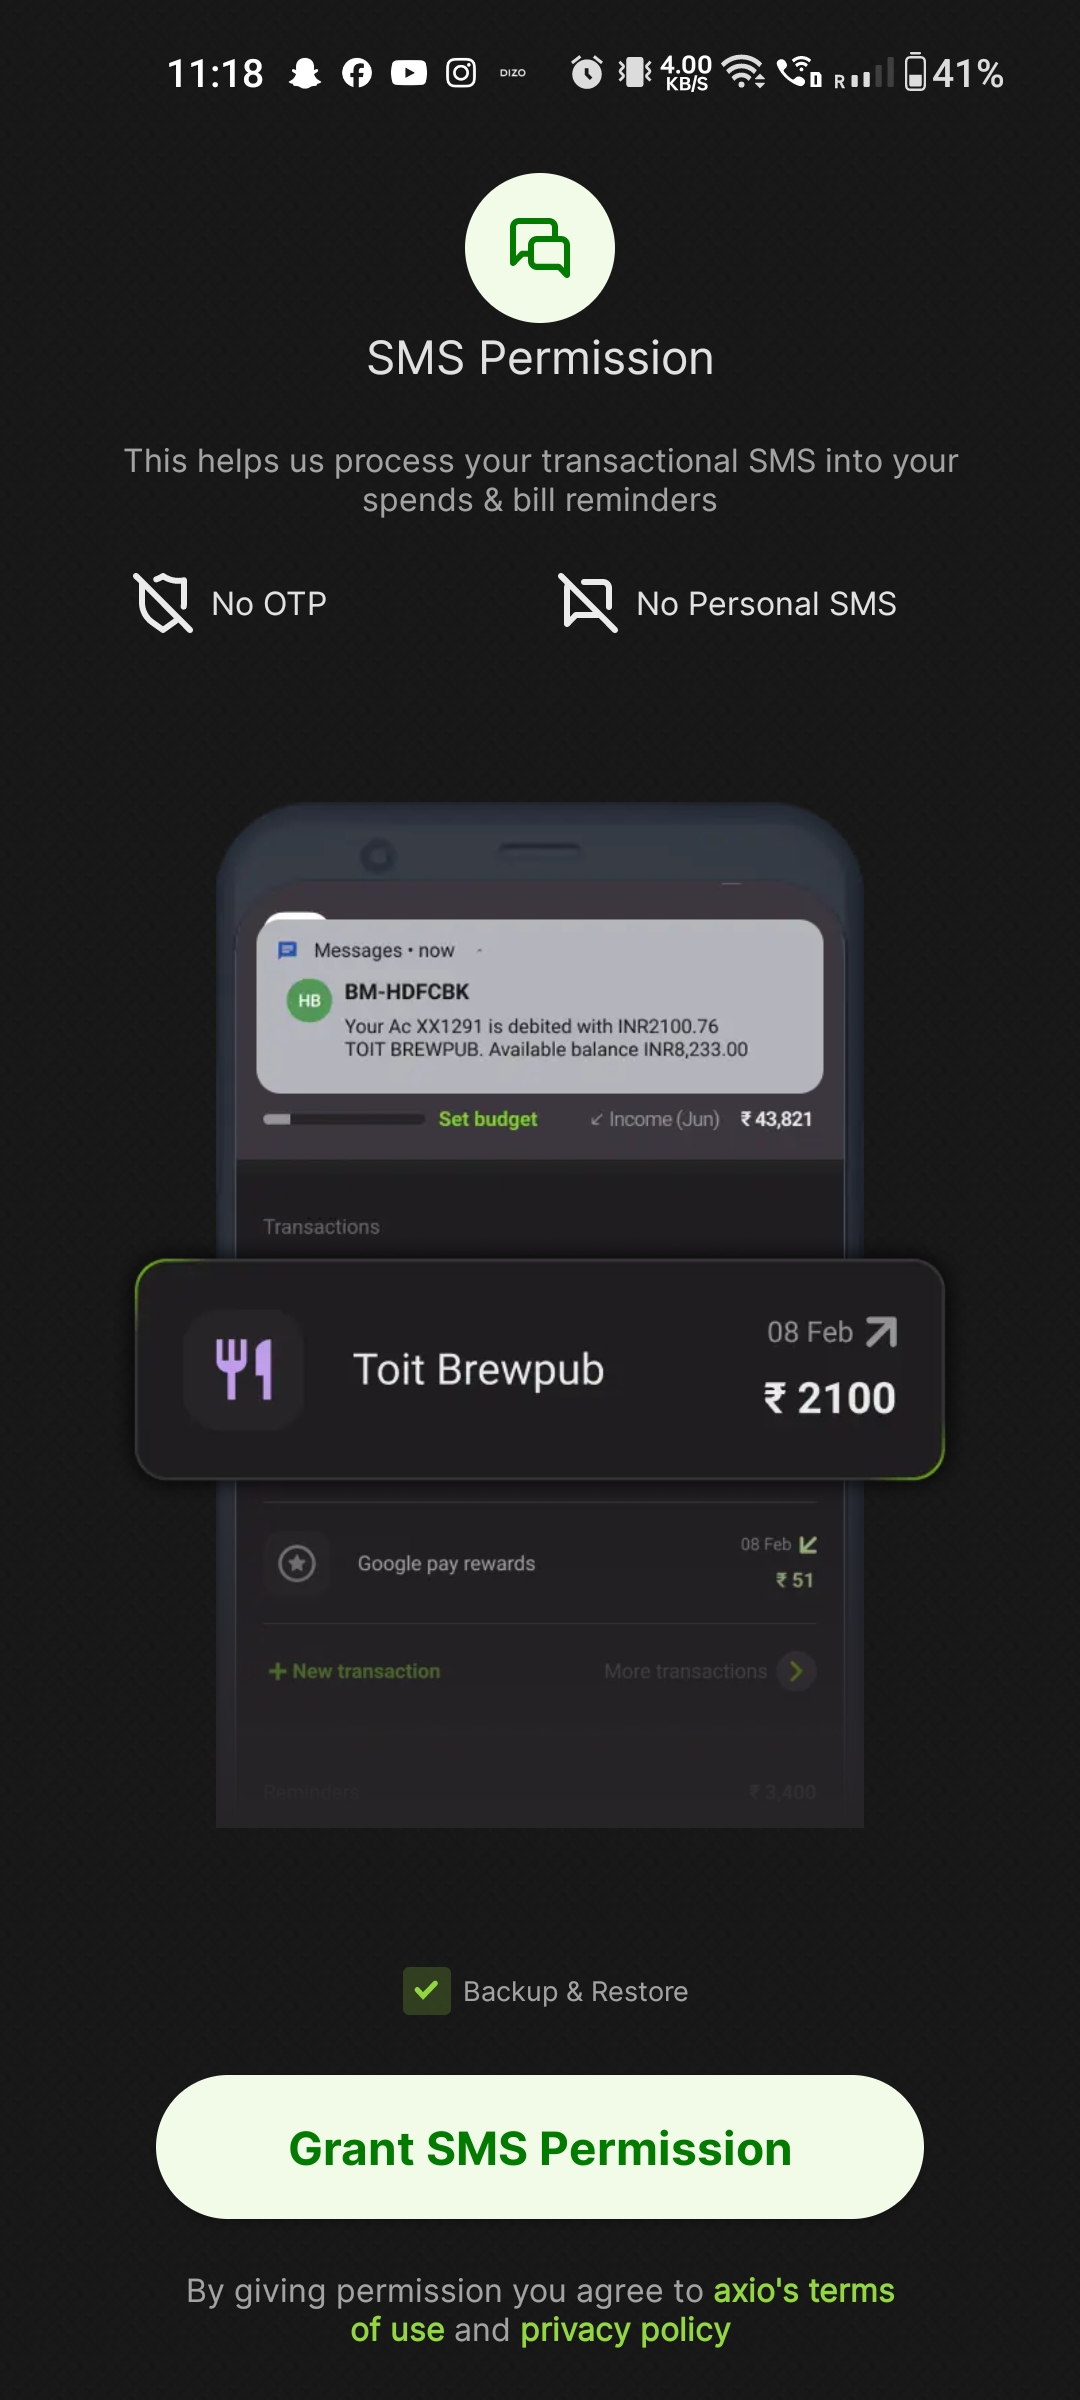 11:18 DIZO 4.00 KB/S R 41%
SMS Permission
This helps us process your transactional SMS into your
spends & bill reminders
No OTP No Personal SMS
Messages • now
HB BM-HDFCBK
Your Ac XX1291 is debited with INR2100.76
TOIT BREWPUB. Available balance INR8,233.00
Set budget Income (Jun) ₹ 43,821
Transactions
08 Feb
Toit Brewpub
₹ 2100
08 Feb
Google pay rewards
₹ 51
+ New transaction More transactions
Reminders ₹ 3,400
Backup & Restore
Grant SMS Permission
By giving permission you agree to axio's terms
of use and privacy policy